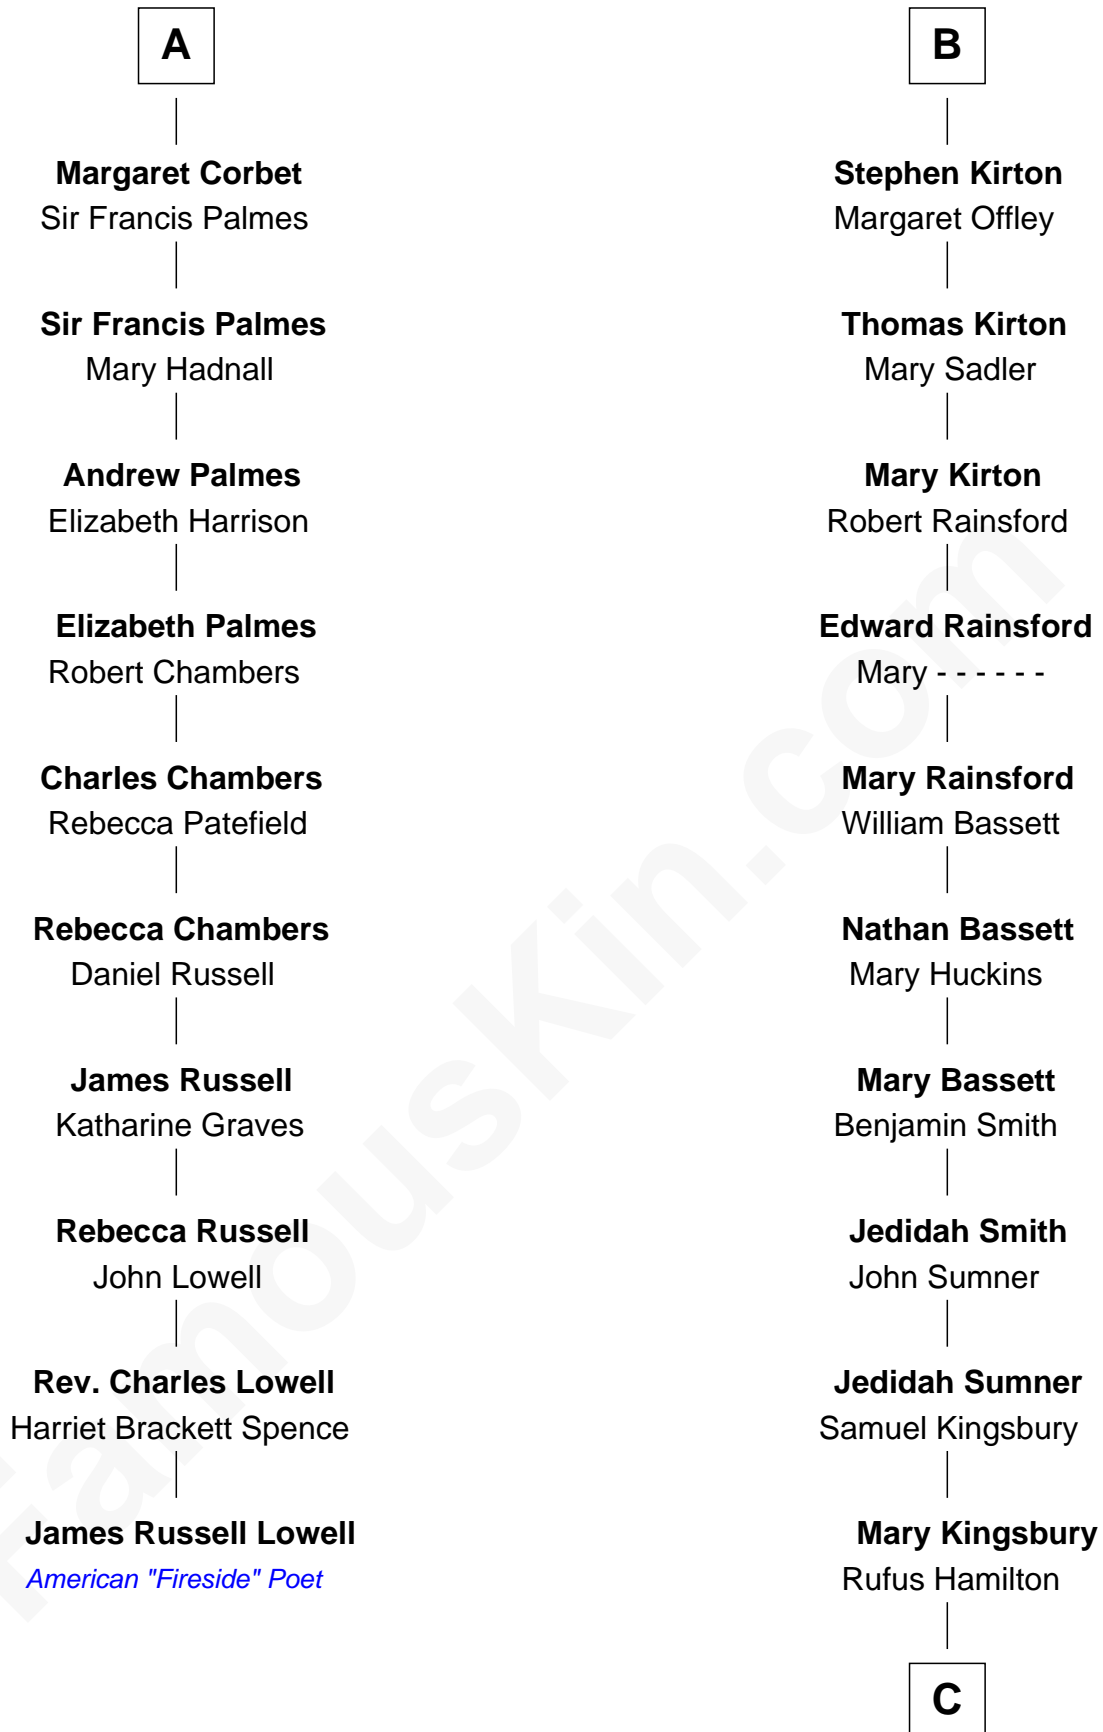 A
Margaret Corbet
Sir Francis Palmes
Sir Francis Palmes
Mary Hadnall
Andrew Palmes
Elizabeth Harrison
Elizabeth Palmes
Robert Chambers
Charles Chambers
Rebecca Patefield
Rebecca Chambers
Daniel Russell
James Russell
Katharine Graves
Rebecca Russell
John Lowell
Rev. Charles Lowell
Harriet Brackett Spence
James Russell Lowell
American "Fireside" Poet
B
Stephen Kirton
Margaret Offley
Thomas Kirton
Mary Sadler
Mary Kirton
Robert Rainsford
Edward Rainsford
Mary - - - - - -
Mary Rainsford
William Bassett
Nathan Bassett
Mary Huckins
Mary Bassett
Benjamin Smith
Jedidah Smith
John Sumner
Jedidah Sumner
Samuel Kingsbury
Mary Kingsbury
Rufus Hamilton
C
FamousKin.com